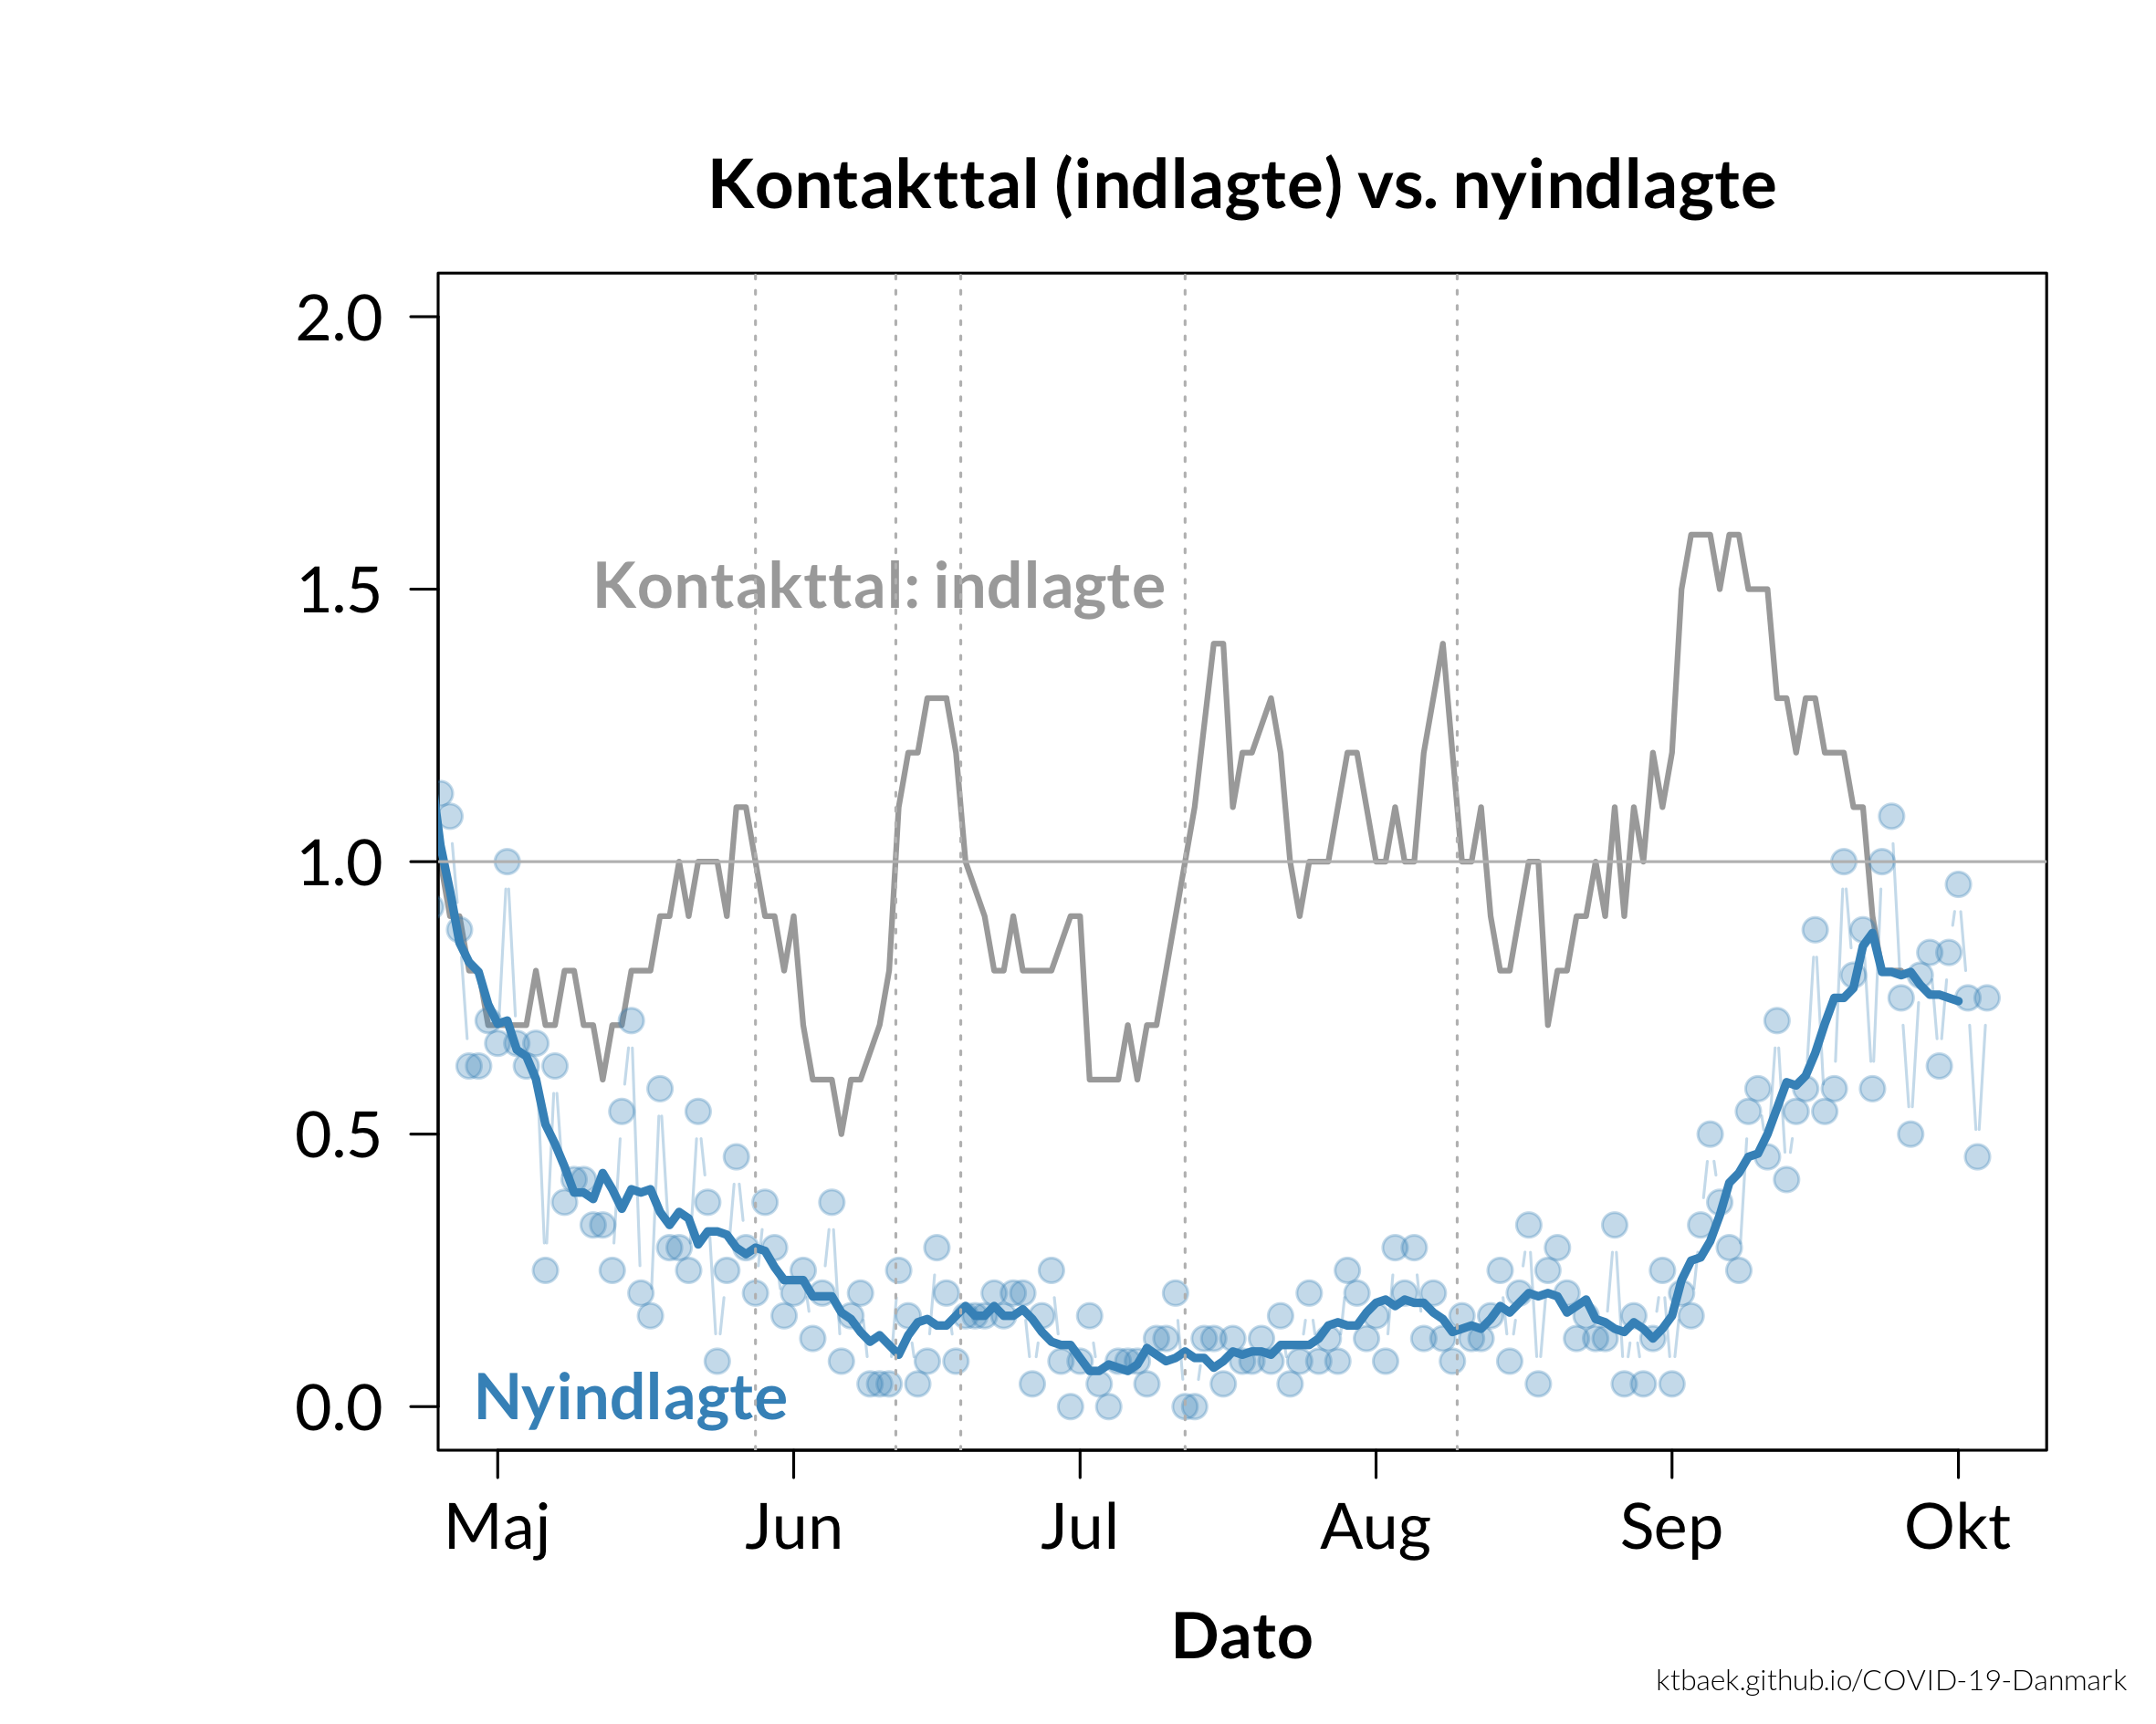 Kontakttal (indlagte) vs. nyindlagte
2.0
1.5
1.0
0.5
0.0
Kontakttal: indlagte
Nyindlagte
Maj Jun Jul Aug Sep Okt
Dato
ktbaek.github.io/COVID-19-Danmark